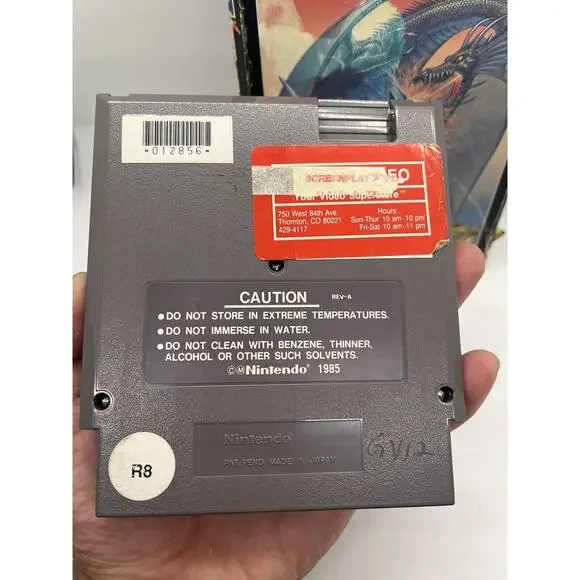 *012856*
SCREENPLAY EO
Your Video Superstore™
750 West 84th Ave
Thornton, CO 80221
429-4117
Hours
Sun-Thur 10 am-10 pm
Fri-Sat 10 am-11 pm
CAUTION REV-A
•DO NOT STORE IN EXTREME TEMPERATURES.
•DO NOT IMMERSE IN WATER.
•DO NOT CLEAN WITH BENZENE, THINNER,
ALCOHOL OR OTHER SUCH SOLVENTS.
©Ⓜ Nintendo® 1985
Nintendo®
PAT. PEND. MADE IN JAPAN
R8